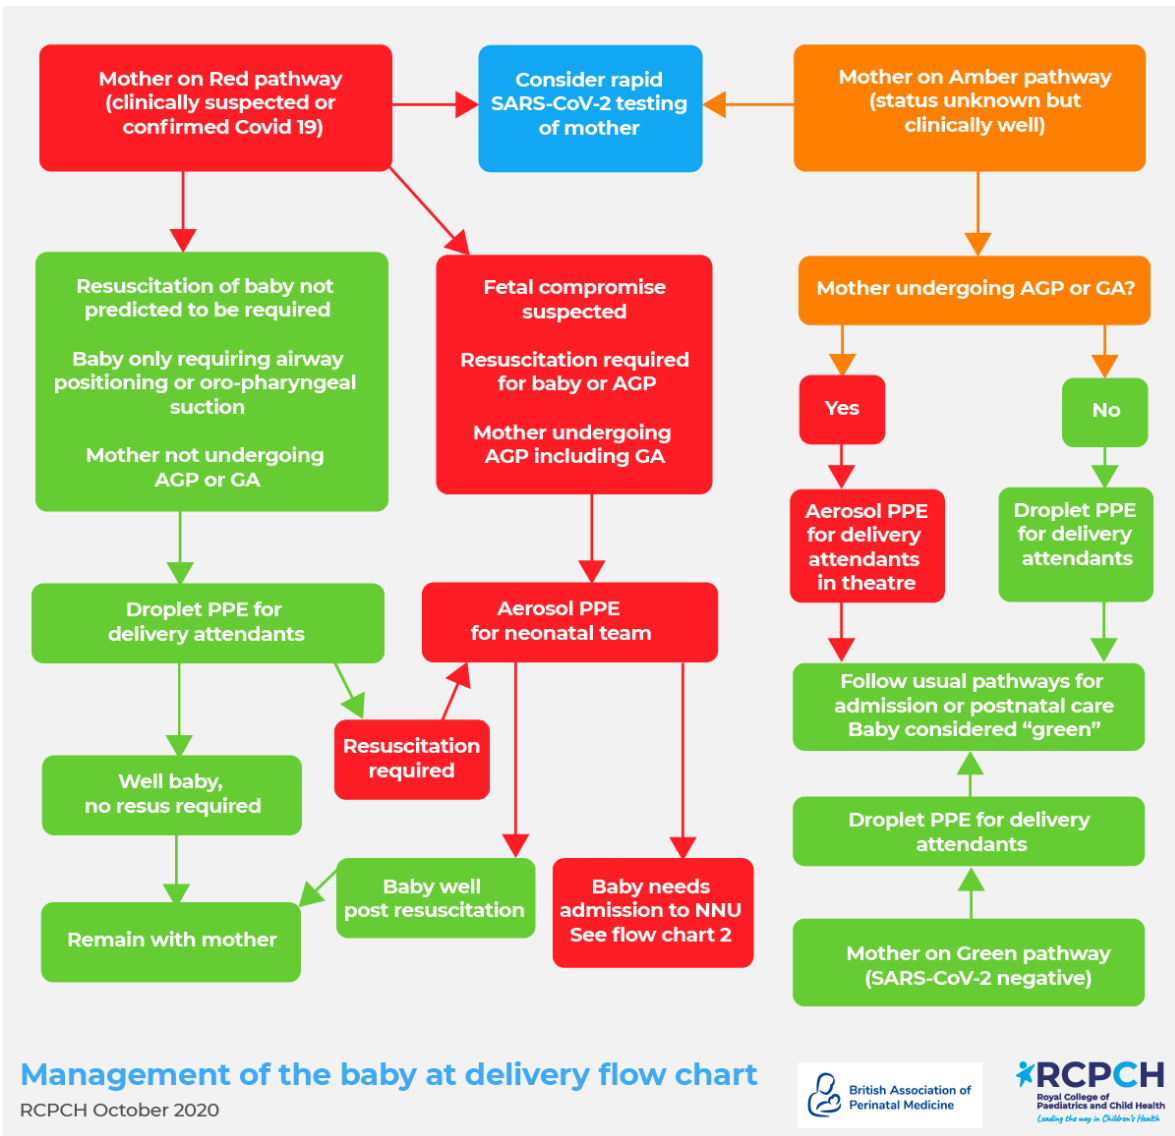 Mother on Red pathway
(clinically suspected or
confirmed Covid 19)
Consider rapid
SARS-CoV-2 testing
of mother
Mother on Amber pathway
(status unknown but
clinically well)
Resuscitation of baby not
predicted to be required
Baby only requiring airway
positioning or oro-pharyngeal
suction
Mother not undergoing
AGP or GA
Fetal compromise
suspected
Resuscitation required
for baby or AGP
Mother undergoing
AGP including GA
Mother undergoing AGP or GA?
Yes
No
Aerosol PPE
for delivery
attendants
in theatre
Droplet PPE
for delivery
attendants
Droplet PPE for
delivery attendants
Aerosol PPE
for neonatal team
Resuscitation
required
Follow usual pathways for
admission or postnatal care
Baby considered “green”
Well baby,
no resus required
Droplet PPE for delivery
attendants
Baby well
post resuscitation
Baby needs
admission to NNU
See flow chart 2
Remain with mother
Mother on Green pathway
(SARS-CoV-2 negative)
Management of the baby at delivery flow chart
RCPCH October 2020
British Association of
Perinatal Medicine
RCPCH
Royal College of
Paediatrics and Child Health
Leading the way in Children's Health